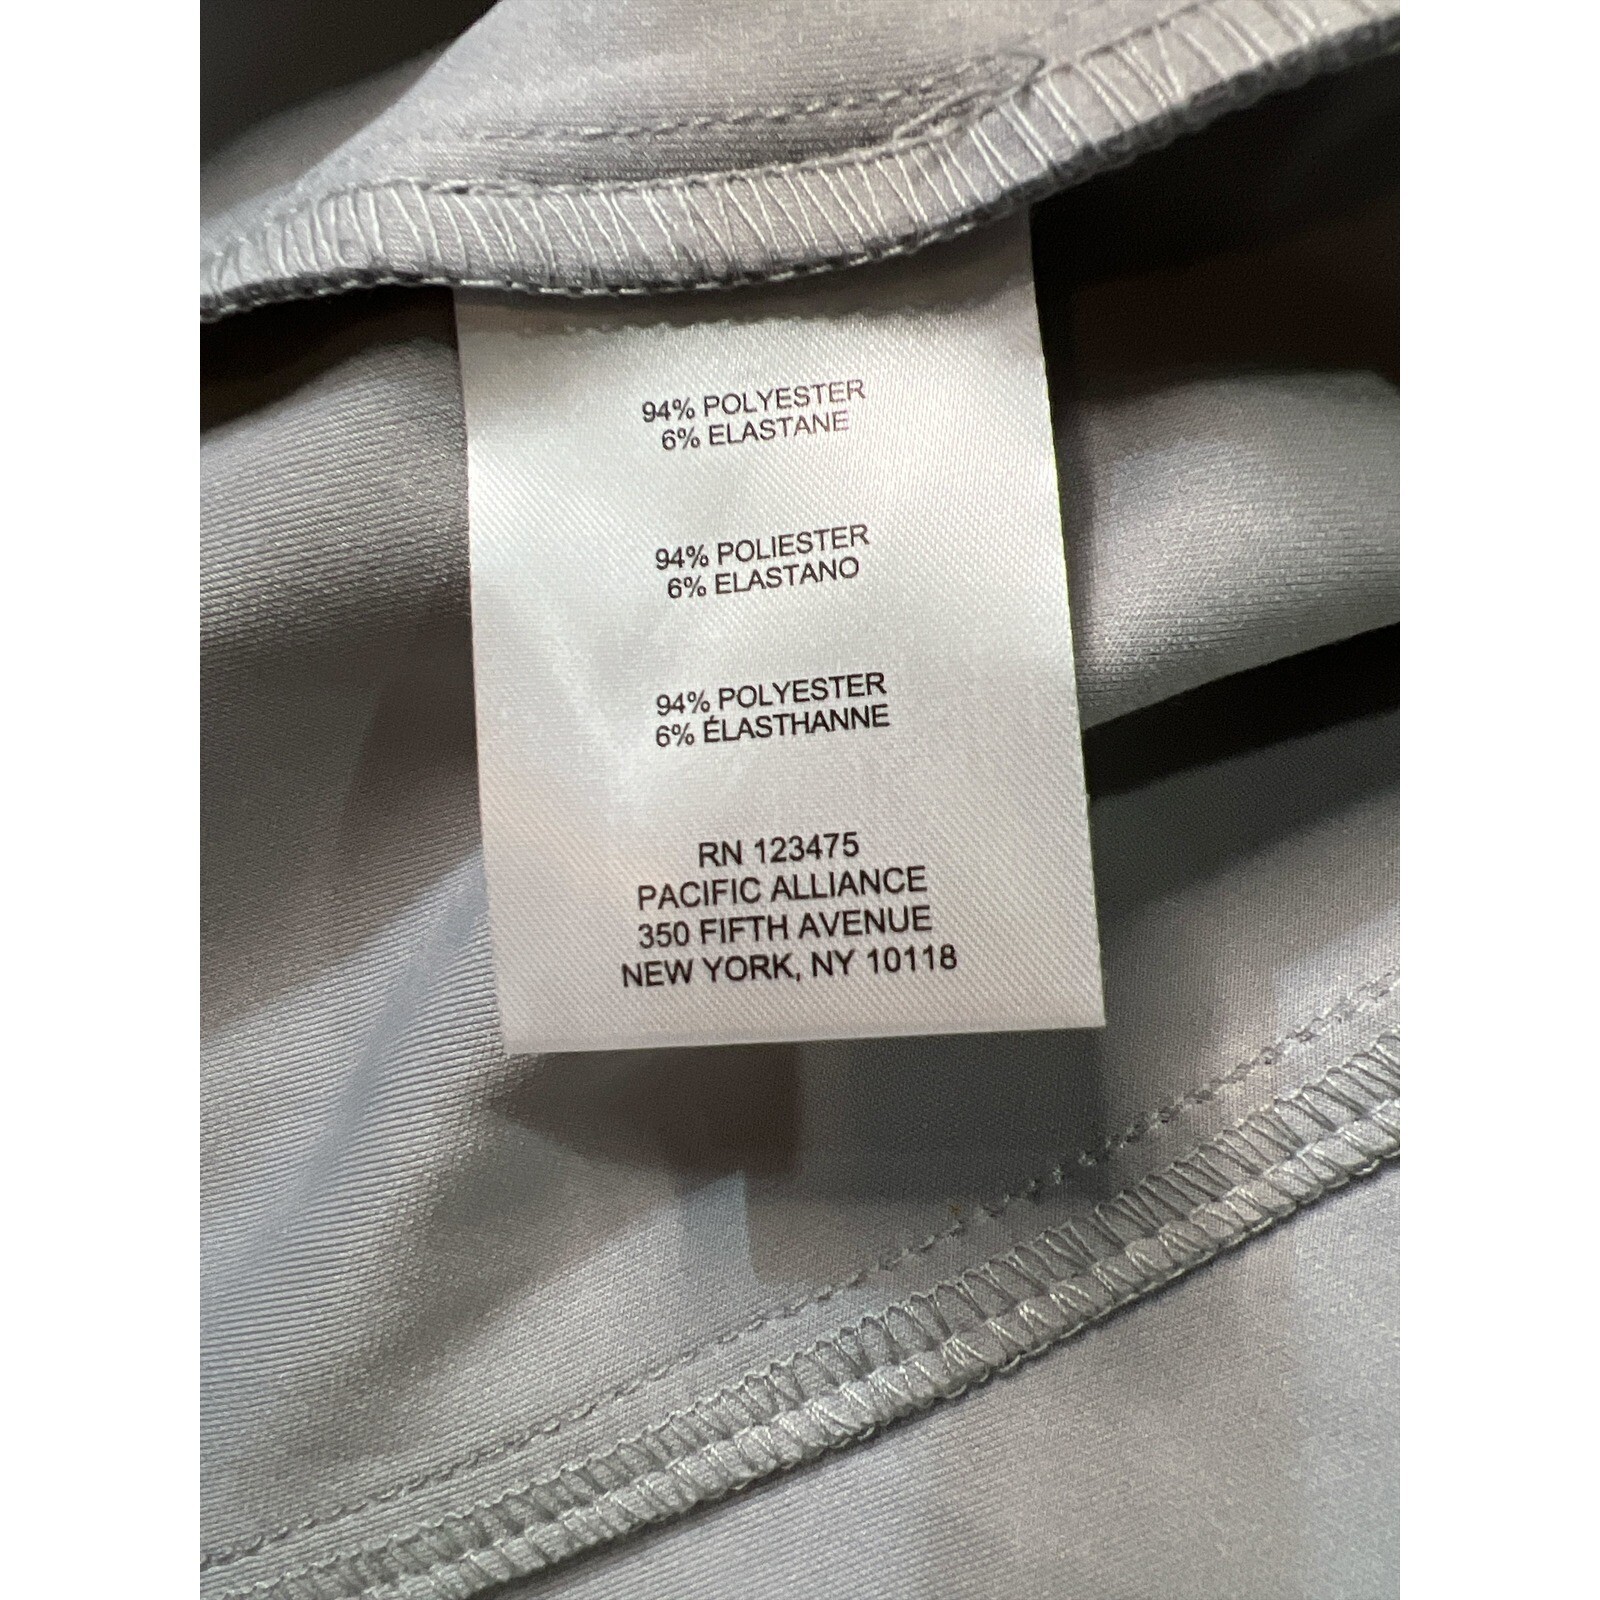 94% POLYESTER
6% ELASTANE
94% POLIESTER
6% ELASTANO
94% POLYESTER
6% ÉLASTHANNE
RN 123475
PACIFIC ALLIANCE
350 FIFTH AVENUE
NEW YORK, NY 10118